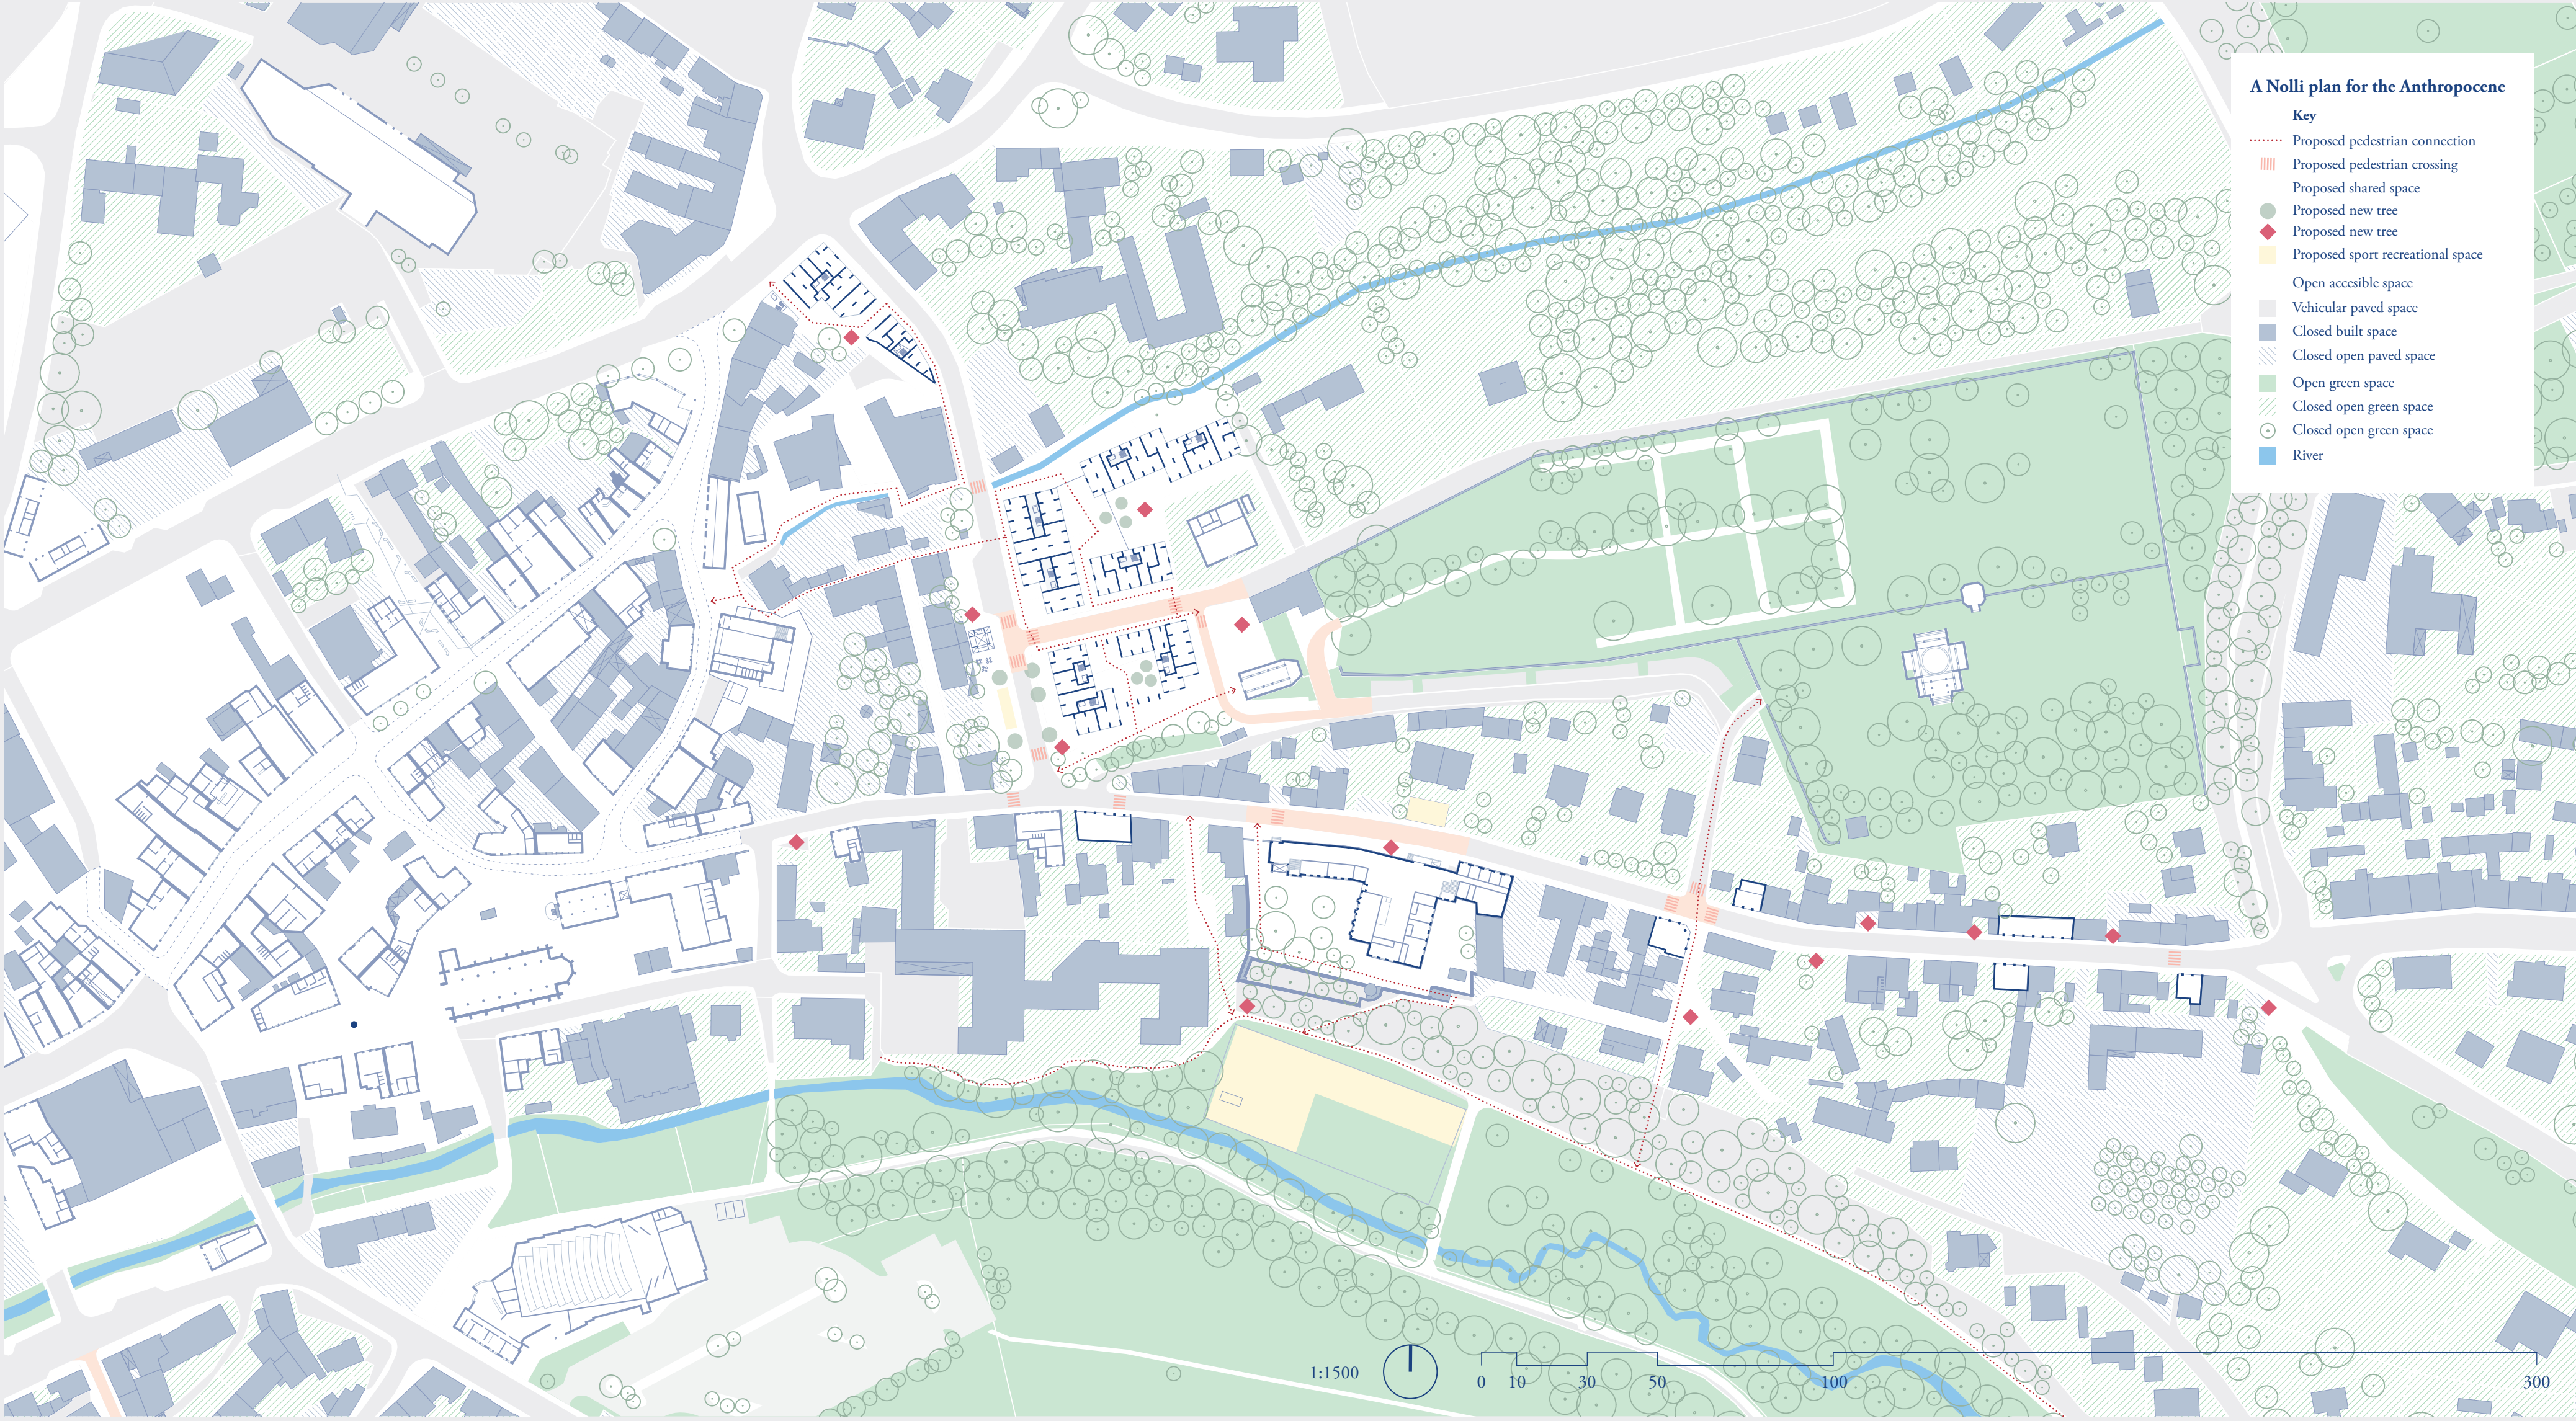 A Nolli plan for the Anthropocene
Key
Proposed pedestrian connection
Proposed pedestrian crossing
Proposed shared space
Proposed new tree
Proposed new tree
Proposed sport recreational space
Open accesible space
Vehicular paved space
Closed built space
Closed open paved space
Open green space
Closed open green space
Closed open green space
River
1:1500
0 10 30 50 100 300